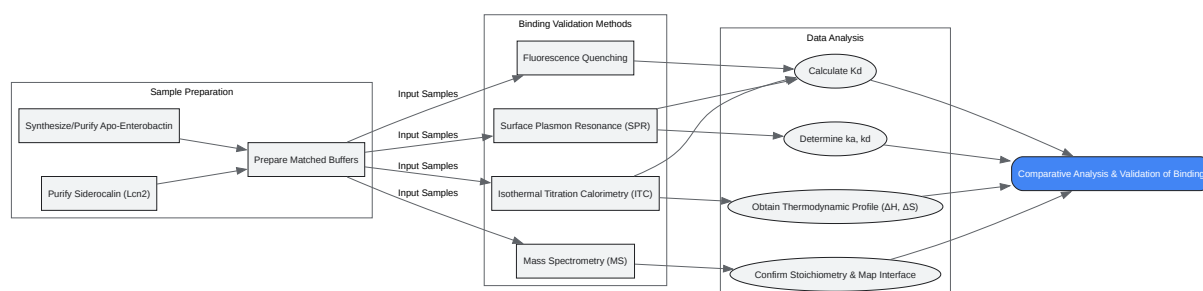 Sample Preparation
Synthesize/Purify Apo-Enterobactin
Purify Siderocalin (Lcn2)
Prepare Matched Buffers
Input Samples
Input Samples
Input Samples
Input Samples
Binding Validation Methods
Fluorescence Quenching
Surface Plasmon Resonance (SPR)
Isothermal Titration Calorimetry (ITC)
Mass Spectrometry (MS)
Data Analysis
Calculate Kd
Determine ka, kd
Obtain Thermodynamic Profile (ΔH, ΔS)
Confirm Stoichiometry & Map Interface
Comparative Analysis & Validation of Binding